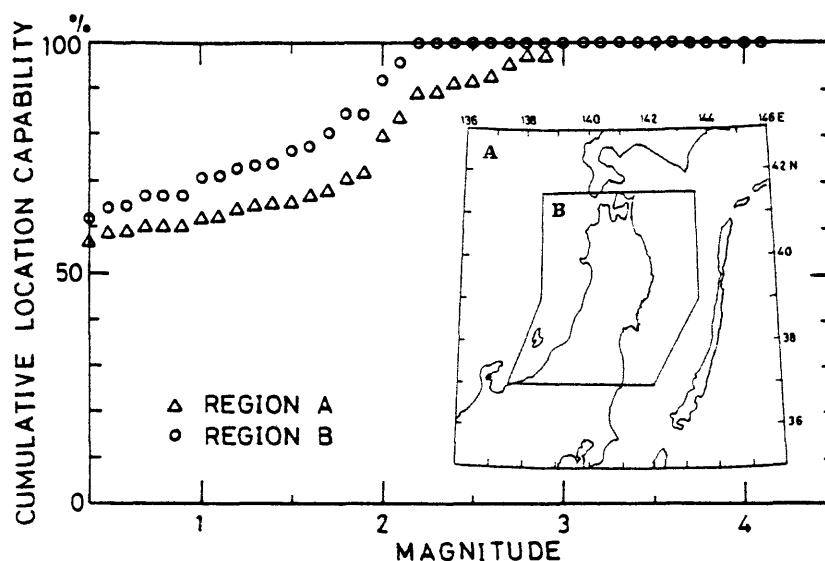 %
CUMULATIVE LOCATION CAPABILITY
100
50
0
1
2
3
4
MAGNITUDE
△ REGION A
○ REGION B
136
138
140
142
144
146 E
A
B
42 N
40
38
36